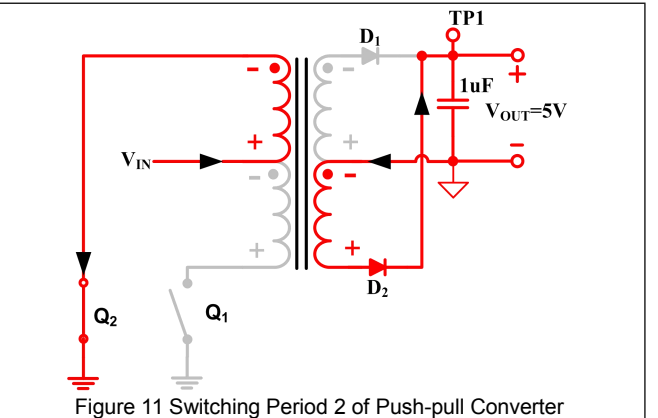 TP1
D1
- - +
1uF
VOUT=5V
+ +
VIN
- - -
+ +
D2
Q2 Q1
Figure 11 Switching Period 2 of Push-pull Converter